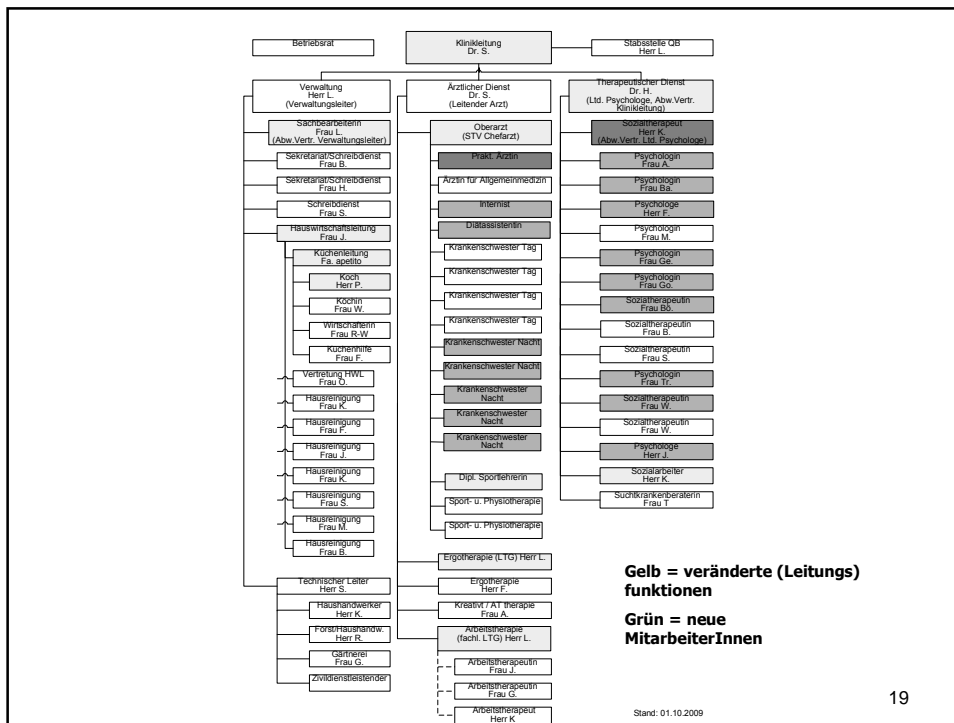 Betriebsrat
Klinikleitung
Dr. S.
Stabsstelle QB
Herr L.
Verwaltung
Herr L.
(Verwaltungsleiter)
Sachbearbeiterin
Frau L.
(Abw.Vertr. Verwaltungsleiter)
Sekretariat/Schreibdienst
Frau B.
Sekretariat/Schreibdienst
Frau H.
Schreibdienst
Frau S.
Hauswirtschaftsleitung
Frau J.
Küchenleitung
Fa. apetito
Koch
Herr P.
Köchin
Frau W.
Wirtschafterin
Frau R-W
Küchenhilfe
Frau F.
Vertretung HWL
Frau O.
Hausreinigung
Frau K.
Hausreinigung
Frau F.
Hausreinigung
Frau J.
Hausreinigung
Frau K.
Hausreinigung
Frau S.
Hausreinigung
Frau M.
Hausreinigung
Frau B.
Technischer Leiter
Herr S.
Haushandwerker
Herr K.
Forst/Haushandw.
Herr R.
Gärtnerei
Frau G.
Zivildienstleistender
Ärztlicher Dienst
Dr. S.
(Leitender Arzt)
Oberarzt
(STV Chefarzt)
Prakt. Ärztin
Ärztin für Allgemeinmedizin
Internist
Diätassistentin
Krankenschwester Tag
Krankenschwester Tag
Krankenschwester Tag
Krankenschwester Tag
Krankenschwester Nacht
Krankenschwester Nacht
Krankenschwester
Nacht
Krankenschwester
Nacht
Krankenschwester
Nacht
Dipl. Sportlehrerin
Sport- u. Physiotherapie
Sport- u. Physiotherapie
Ergotherapie (LTG) Herr L.
Ergotherapie
Herr F.
Kreativt / AT therapie
Frau A.
Arbeitstherapie
(fachl. LTG) Herr L.
Arbeitstherapeutin
Frau J.
Arbeitstherapeutin
Frau G.
Arbeitstherapeut
Herr K
Therapeutischer Dienst
Dr. H.
(Ltd. Psychologe, Abw.Vertr.
Klinikleitung)
Sozialtherapeut
Herr K.
(Abw.Vertr. Ltd. Psychologe)
Psychologin
Frau A.
Psychologin
Frau Ba.
Psychologe
Herr F.
Psychologin
Frau M.
Psychologin
Frau Ge.
Psychologin
Frau Go.
Sozialtherapeutin
Frau Bö.
Sozialtherapeutin
Frau B.
Sozialtherapeutin
Frau S.
Psychologin
Frau Tr.
Sozialtherapeutin
Frau W.
Sozialtherapeutin
Frau W.
Psychologe
Herr J.
Sozialarbeiter
Herr K.
Suchtkrankenberaterin
Frau T
Gelb = veränderte (Leitungs)
funktionen
Grün = neue
MitarbeiterInnen
Stand: 01.10.2009
19